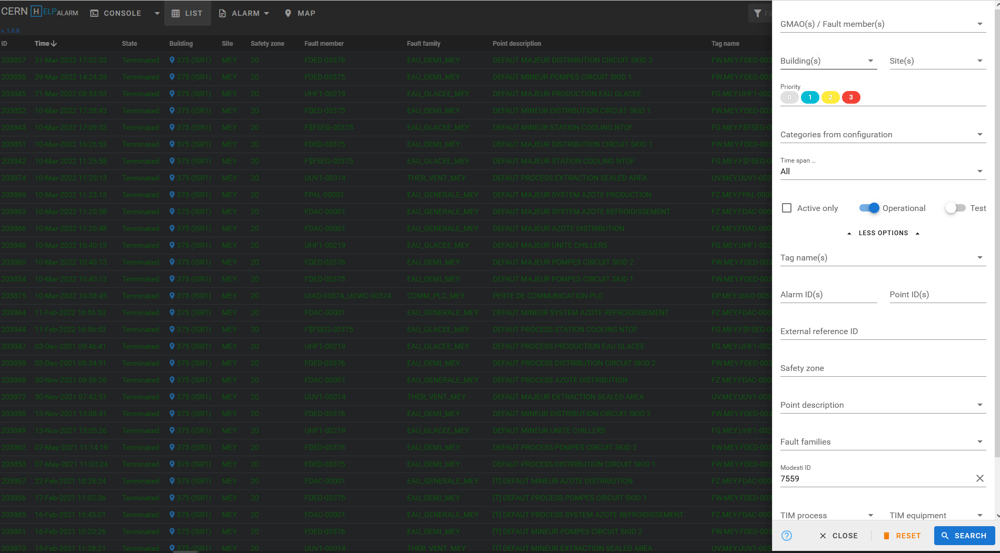 CERN HELP ALARM CONSOLE LIST ALARM MAP
v. 1.0.8
ID Time State Building Site Safety zone Fault member Fault family Point description Tag name
203857 31-Mar-2022 17:02:33 Terminated 375 (ISR1) MEY 20 FDED-00376 EAU_DEMI_MEY DEFAUT MAJEUR DISTRIBUTION CIRCUIT SKID 2 FW.MEY.FDED-003
203855 29-Mar-2022 14:24:33 Terminated 375 (ISR1) MEY 20 FDED-00375 EAU_DEMI_MEY DEFAUT MINEUR POMPES CIRCUIT SKID 1 FW.MEY.FDED-003
203845 21-Mar-2022 08:53:53 Terminated 375 (ISR1) MEY 20 UHF1-00219 EAU_GLACEE_MEY DEFAUT MAJEUR PRODUCTION EAU GLACEE FG.MEY.UHF1-002
203852 10-Mar-2022 17:38:43 Terminated 375 (ISR1) MEY 20 FDED-00375 EAU_DEMI_MEY DEFAUT MINEUR DISTRIBUTION CIRCUIT SKID 1 FW.MEY.FDED-003
203843 10-Mar-2022 17:09:33 Terminated 375 (ISR1) MEY 20 F$FSEG-00375 EAU_GLACEE_MEY DEFAUT MINEUR STATION COOLING NTOF FG.MEY.F$FSEG-0
203851 10-Mar-2022 16:26:53 Terminated 375 (ISR1) MEY 20 FDED-00375 EAU_DEMI_MEY DEFAUT MAJEUR DISTRIBUTION CIRCUIT SKID 1 FW.MEY.FDED-003
203842 10-Mar-2022 11:25:58 Terminated 375 (ISR1) MEY 20 F$FSEG-00375 EAU_GLACEE_MEY DEFAUT MAJEUR STATION COOLING NTOF FG.MEY.F$FSEG-0
203874 10-Mar-2022 11:25:13 Terminated 375 (ISR1) MEY 20 UUV1-00314 THER_VENT_MEY DEFAUT PROCESS EXTRACTION SEALED AREA UV.MEY.UUV1-003
203869 10-Mar-2022 11:23:13 Terminated 375 (ISR1) MEY 20 FPAL-00001 EAU_GENERALE_MEY DEFAUT MAJEUR SYSTEM AZOTE PRODUCTION FZ.MEY.FPAL-0000
203863 10-Mar-2022 11:20:58 Terminated 375 (ISR1) MEY 20 FDAC-00001 EAU_GENERALE_MEY DEFAUT MAJEUR SYSTEM AZOTE REFROIDISSEMENT FZ.MEY.FDAC-000
203866 10-Mar-2022 11:20:48 Terminated 375 (ISR1) MEY 20 FDAC-00001 EAU_GENERALE_MEY DEFAUT MAJEUR AZOTE DISTRIBUTION FZ.MEY.FDAC-000
203848 10-Mar-2022 10:40:13 Terminated 375 (ISR1) MEY 20 UHF1-00219 EAU_GLACEE_MEY DEFAUT MAJEUR UNITE CHILLERS FG.MEY.UHF1-002
203860 10-Mar-2022 10:40:13 Terminated 375 (ISR1) MEY 20 FDED-00376 EAU_DEMI_MEY DEFAUT MAJEUR POMPES CIRCUIT SKID 2 FW.MEY.FDED-003
203854 10-Mar-2022 10:40:13 Terminated 375 (ISR1) MEY 20 FDED-00375 EAU_DEMI_MEY DEFAUT MAJEUR POMPES CIRCUIT SKID 1 FW.MEY.FDED-003
203875 10-Mar-2022 10:38:45 Terminated 375 (ISR1) MEY 20 UIAO-00374_UOWC-00374 COMM_PLC_MEY PERTE DE COMMUNICATION PLC CP.MEY.UIAO-0037
203864 11-Feb-2022 16:56:53 Terminated 375 (ISR1) MEY 20 FDAC-00001 EAU_GENERALE_MEY DEFAUT MINEUR SYSTEM AZOTE REFROIDISSEMENT FZ.MEY.FDAC-000
203844 11-Feb-2022 16:56:53 Terminated 375 (ISR1) MEY 20 F$FSEG-00375 EAU_GLACEE_MEY DEFAUT PROCESS STATION COOLING NTOF FG.MEY.F$FSEG-0
203847 03-Dec-2021 09:46:41 Terminated 375 (ISR1) MEY 20 UHF1-00219 EAU_GLACEE_MEY DEFAUT PROCESS PRODUCTION EAU GLACEE FG.MEY.UHF1-002
203859 03-Dec-2021 08:34:51 Terminated 375 (ISR1) MEY 20 FDED-00376 EAU_DEMI_MEY DEFAUT PROCESS DISTRIBUTION CIRCUIT SKID 2 FW.MEY.FDED-003
203868 30-Nov-2021 09:56:26 Terminated 375 (ISR1) MEY 20 FDAC-00001 EAU_GENERALE_MEY DEFAUT PROCESS AZOTE DISTRIBUTION FZ.MEY.FDAC-000
203872 30-Nov-2021 07:42:51 Terminated 375 (ISR1) MEY 20 UUV1-00314 THER_VENT_MEY DEFAUT MAJEUR EXTRACTION SEALED AREA UV.MEY.UUV1-003
203858 13-Nov-2021 13:08:41 Terminated 375 (ISR1) MEY 20 FDED-00376 EAU_DEMI_MEY DEFAUT MINEUR DISTRIBUTION CIRCUIT SKID 2 FW.MEY.FDED-003
203849 13-Nov-2021 13:05:26 Terminated 375 (ISR1) MEY 20 UHF1-00219 EAU_GLACEE_MEY DEFAUT MINEUR UNITE CHILLERS FG.MEY.UHF1-002
203862 07-May-2021 11:14:19 Terminated 375 (ISR1) MEY 20 FDED-00376 EAU_DEMI_MEY DEFAUT PROCESS POMPES CIRCUIT SKID 2 FW.MEY.FDED-003
203853 07-May-2021 11:03:24 Terminated 375 (ISR1) MEY 20 FDED-00375 EAU_DEMI_MEY DEFAUT PROCESS DISTRIBUTION CIRCUIT SKID 1 FW.MEY.FDED-003
203867 22-Feb-2021 18:28:24 Terminated 375 (ISR1) MEY 20 FDAC-00001 EAU_GENERALE_MEY [T] DEFAUT MINEUR AZOTE DISTRIBUTION FZ.MEY.FDAC-000
203856 17-Feb-2021 11:02:36 Terminated 375 (ISR1) MEY 20 FDED-00375 EAU_DEMI_MEY [T] DEFAUT PROCESS POMPES CIRCUIT SKID 1 FW.MEY.FDED-003
203865 16-Feb-2021 15:45:01 Terminated 375 (ISR1) MEY 20 FDAC-00001 EAU_GENERALE_MEY [T] DEFAUT PROCESS SYSTEM AZOTE REFROIDISSEMENT FZ.MEY.FDAC-000
203861 16-Feb-2021 10:20:26 Terminated 375 (ISR1) MEY 20 FDED-00376 EAU_DEMI_MEY [T] DEFAUT MINEUR POMPES CIRCUIT SKID 2 FW.MEY.FDED-003
203873 15-Feb-2021 11:28:21 Terminated 375 (ISR1) MEY 20 UUV1-00314 THER_VENT_MEY [T] DEFAUT MINEUR EXTRACTION SEALED AREA UV.MEY.UUV1-003
GMAO(s) / Fault member(s)
Building(s) Site(s)
Priority
0 1 2 3
Categories from configuration
Time span ...
All
Active only Operational Test
LESS OPTIONS
Tag name(s)
Alarm ID(s) Point ID(s)
External reference ID
Safety zone
Point description
Fault families
Modesti ID
7559
TIM process TIM equipment
? CLOSE RESET SEARCH